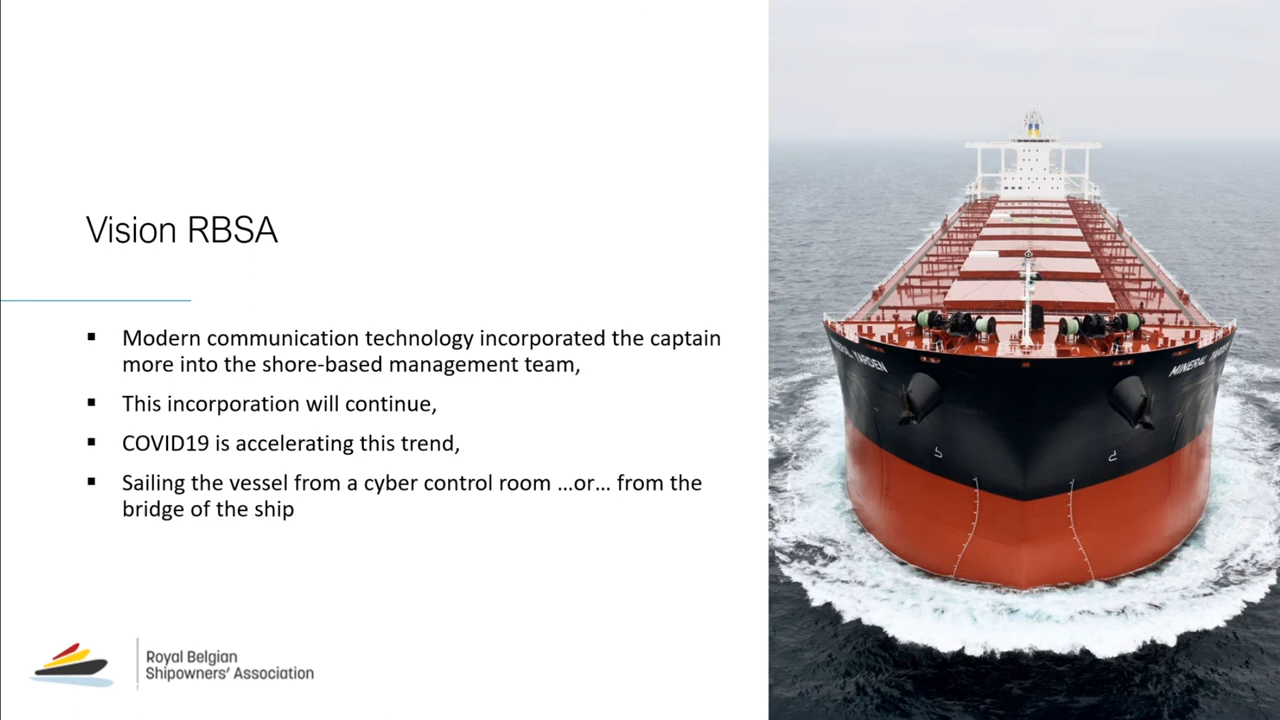 Vision RBSA
▪ Modern communication technology incorporated the captain
more into the shore-based management team,
▪ This incorporation will continue,
▪ COVID19 is accelerating this trend,
▪ Sailing the vessel from a cyber control room …or… from the
bridge of the ship
Royal Belgian
Shipowners' Association
YARDEN
MINERAL